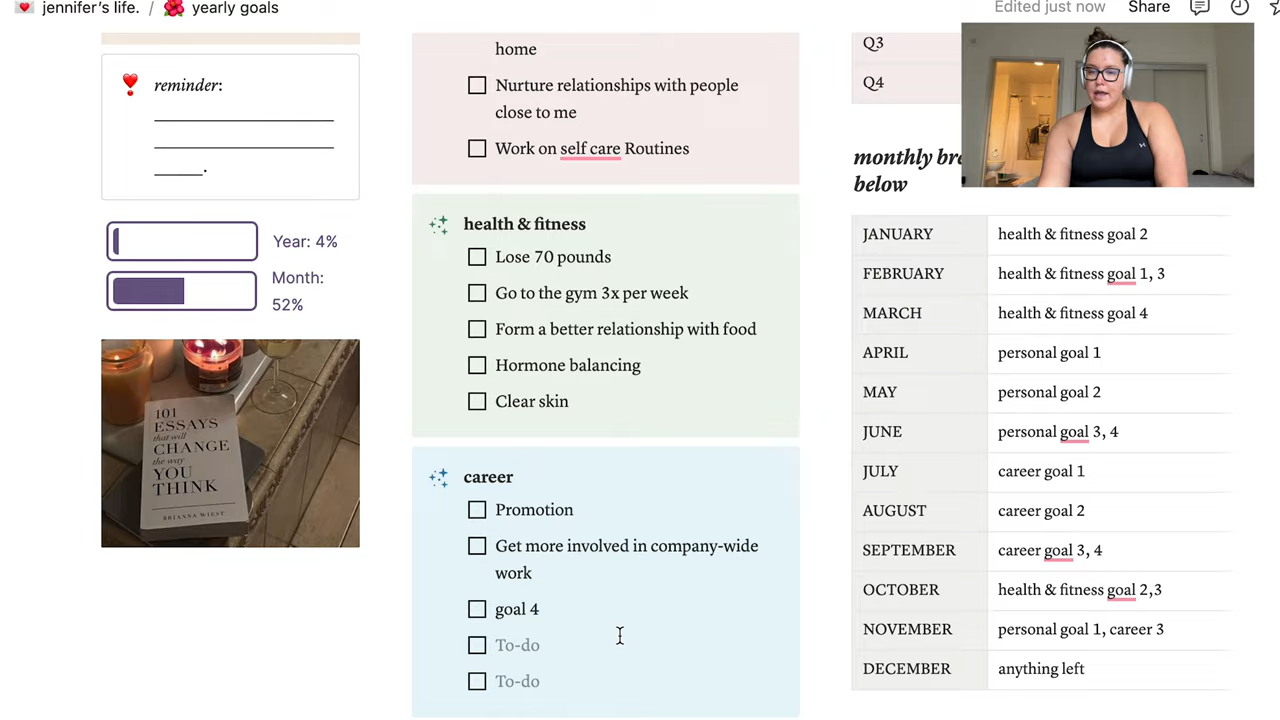 jennifer's life. / yearly goals
Edited just now Share
reminder:
Year: 4%
Month:
52%
101
ESSAYS
that will
CHANGE
the way
YOU
THINK
BRIANNA WIEST
home
Nurture relationships with people
close to me
Work on self care Routines
health & fitness
Lose 70 pounds
Go to the gym 3x per week
Form a better relationship with food
Hormone balancing
Clear skin
career
Promotion
Get more involved in company-wide
work
goal 4
To-do
To-do
Q3
Q4
monthly
below
JANUARY health & fitness goal 2
FEBRUARY health & fitness goal 1, 3
MARCH health & fitness goal 4
APRIL personal goal 1
MAY personal goal 2
JUNE personal goal 3, 4
JULY career goal 1
AUGUST career goal 2
SEPTEMBER career goal 3, 4
OCTOBER health & fitness goal 2,3
NOVEMBER personal goal 1, career 3
DECEMBER anything left